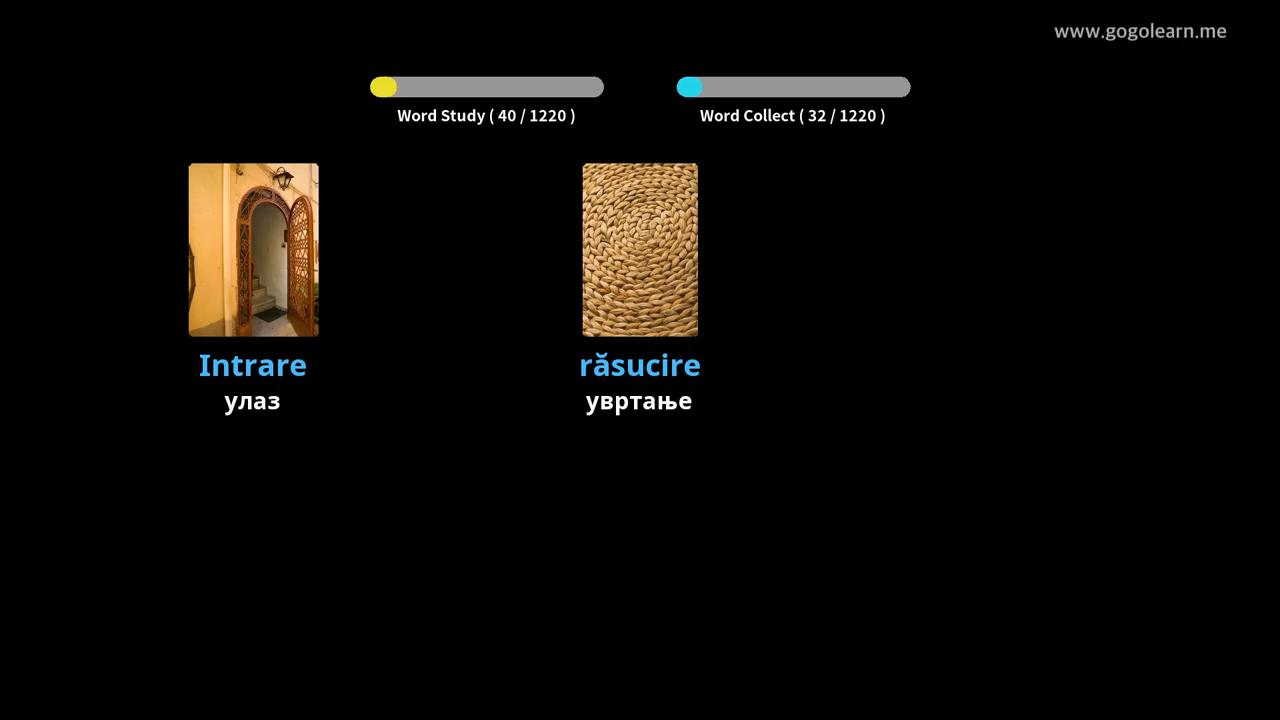 www.gogolearn.me
Word Study ( 40 / 1220 )
Word Collect ( 32 / 1220 )
Intrare
улаз
răsucire
увртање